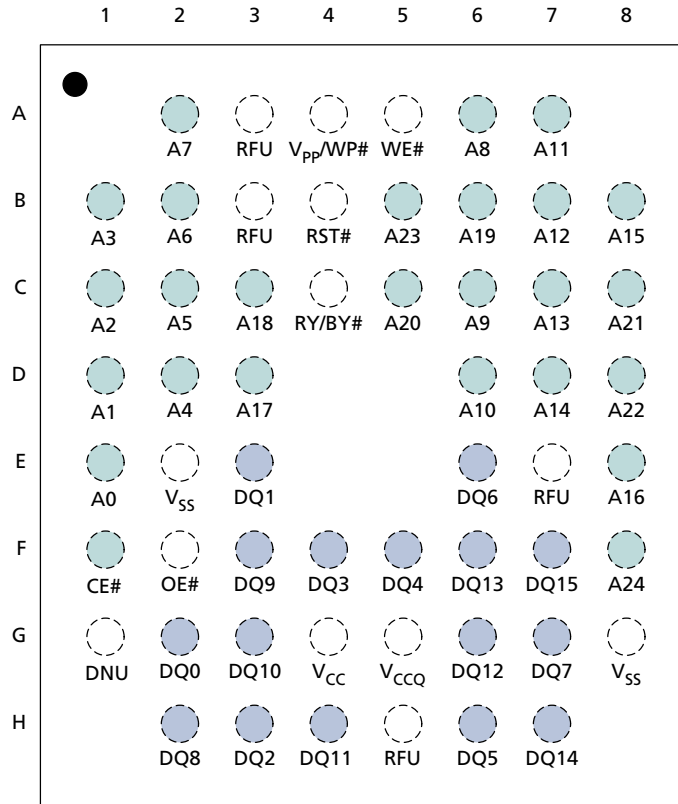 1 2 3 4 5 6 7 8
A
A7 RFU VPP/WP# WE# A8 A11
B
A3 A6 RFU RST# A23 A19 A12 A15
C
A2 A5 A18 RY/BY# A20 A9 A13 A21
D
A1 A4 A17 A10 A14 A22
E
A0 VSS DQ1 DQ6 RFU A16
F
CE# OE# DQ9 DQ3 DQ4 DQ13 DQ15 A24
G
DNU DQ0 DQ10 VCC VCCQ DQ12 DQ7 VSS
H
DQ8 DQ2 DQ11 RFU DQ5 DQ14